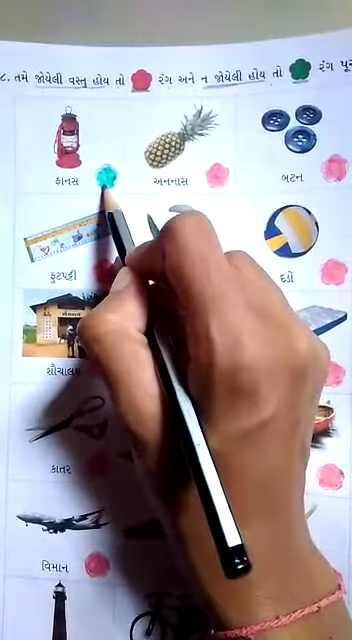 ૮. તમે જોયેલી વસ્તુ હોય તો રંગ અને ન જોયેલી હોય તો રંગ
ફાનસ અનનાસ બટન
ફુટપટ્ટી દડો
શૌચાલય
કાતર
વિમાન